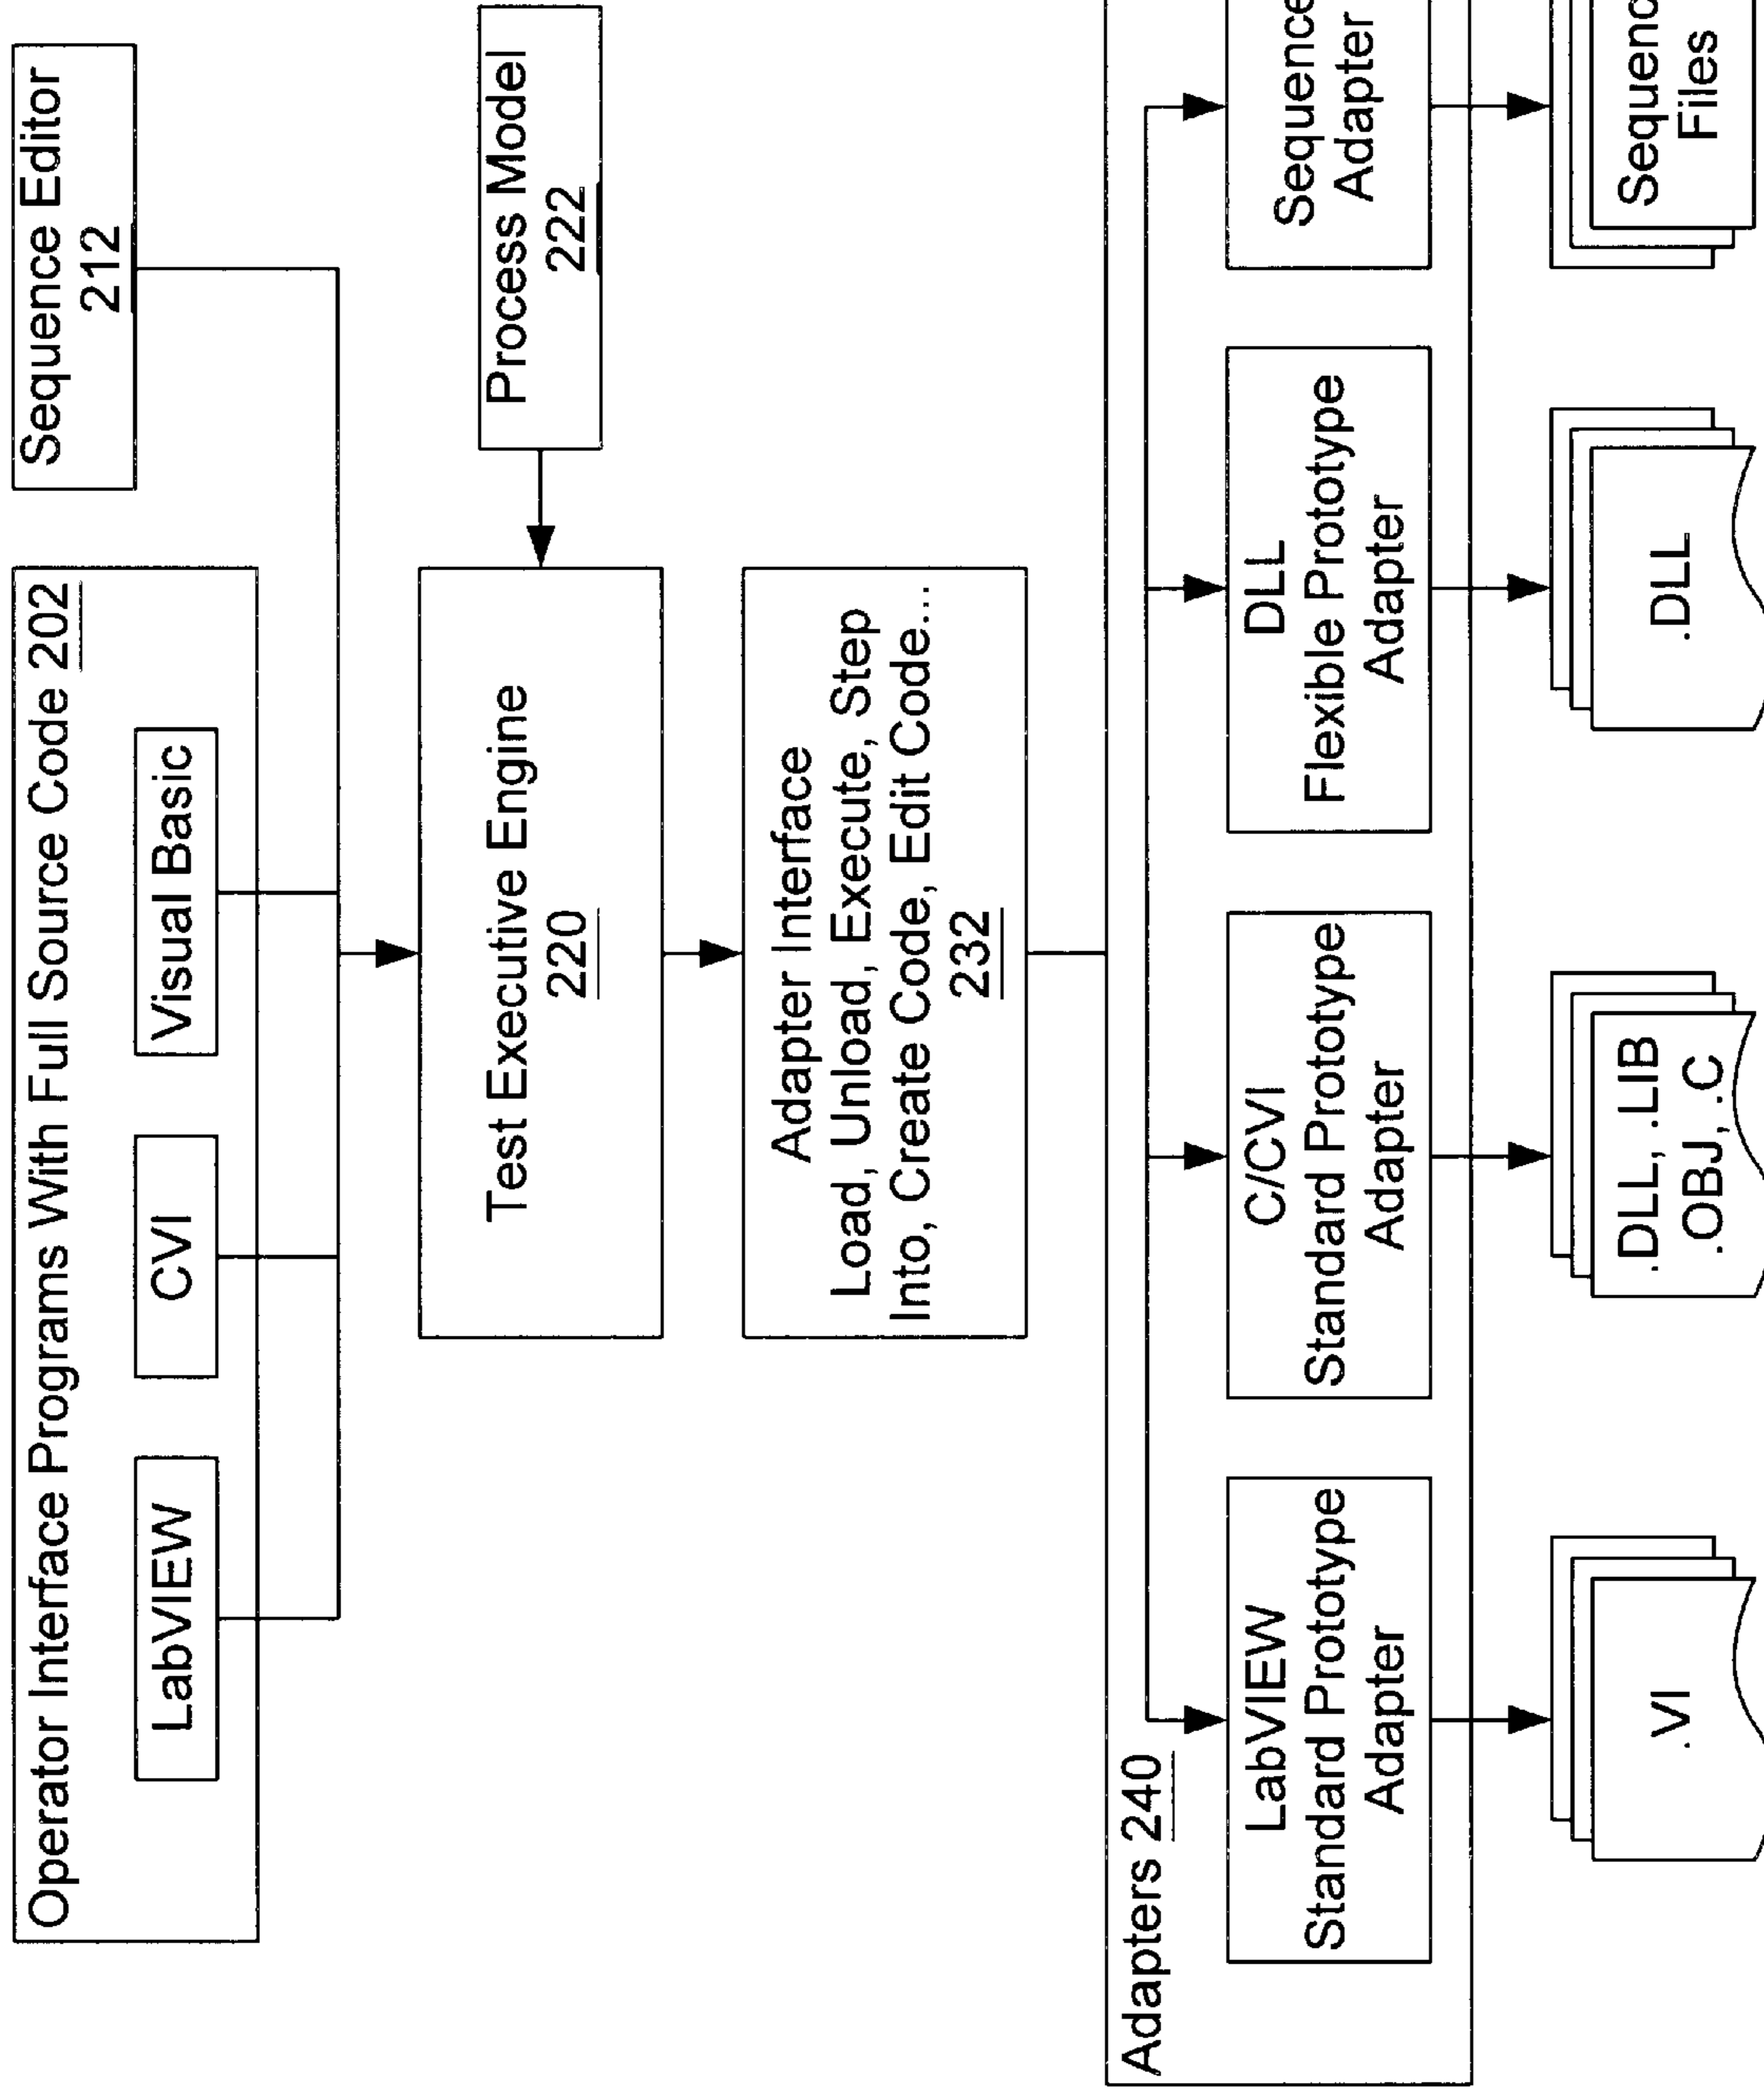 Operator Interface Programs With Full Source Code 202
LabVIEW
CVI
Visual Basic
Sequence Editor
212
Test Executive Engine
220
Process Model
222
Adapter Interface
Load, Unload, Execute, Step
Into, Create Code, Edit Code...
232
Adapters 240
LabVIEW
Standard Prototype
Adapter
C/CVI
Standard Prototype
Adapter
DLL
Flexible Prototype
Adapter
Sequence
Adapter
.VI
.DLL, .LIB
.OBJ, .C
.DLL
Sequenc
Files